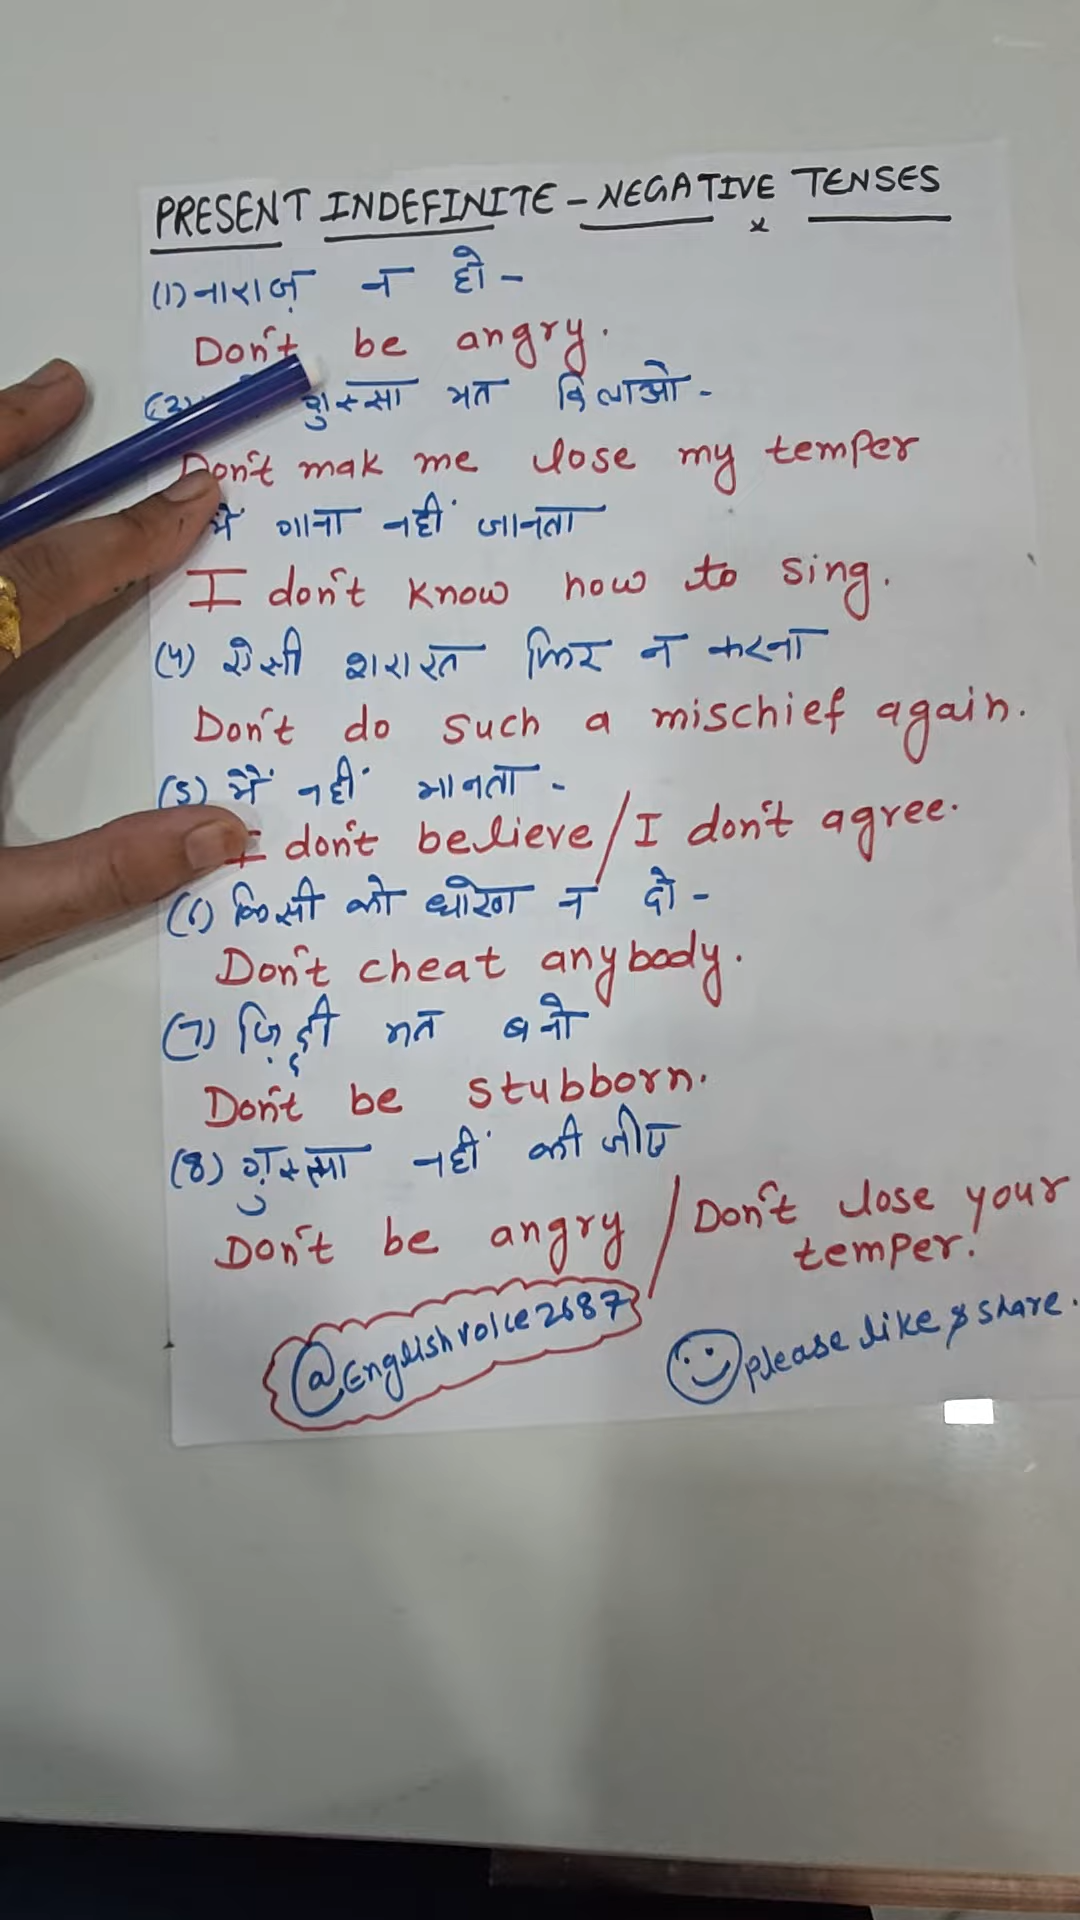 PRESENT INDEFINITE - NEGATIVE TENSES
(1) नाराज़ न हो -
Don't be angry.
(2) गुस्सा मत दिलाओ -
Don't mak me lose my temper
मैं गाना नहीं जानता
I don't know how to sing.
(4) ऐसी शरारत फिर न करना
Don't do such a mischief again.
(5) मैं नहीं मानता -
I don't believe / I don't agree.
(6) किसी को धोखा न दो -
Don't cheat anybody.
(7) ज़िद्दी मत बनो
Don't be stubborn.
(8) गुस्सा नहीं कीजीए
Don't be angry / Don't lose your temper.
@Englishvoice2687
please like & share.